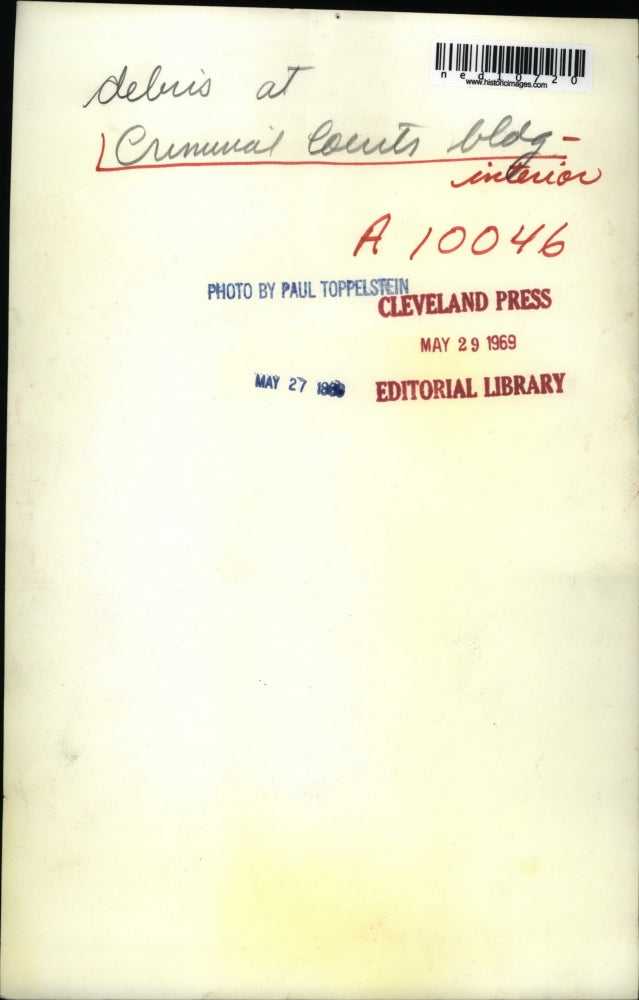 ned10720
www.historicimages.com
debris at
Criminal Courts bldg -
interior
A 10046
PHOTO BY PAUL TOPPELSTEIN
CLEVELAND PRESS
MAY 29 1969
MAY 27
EDITORIAL LIBRARY